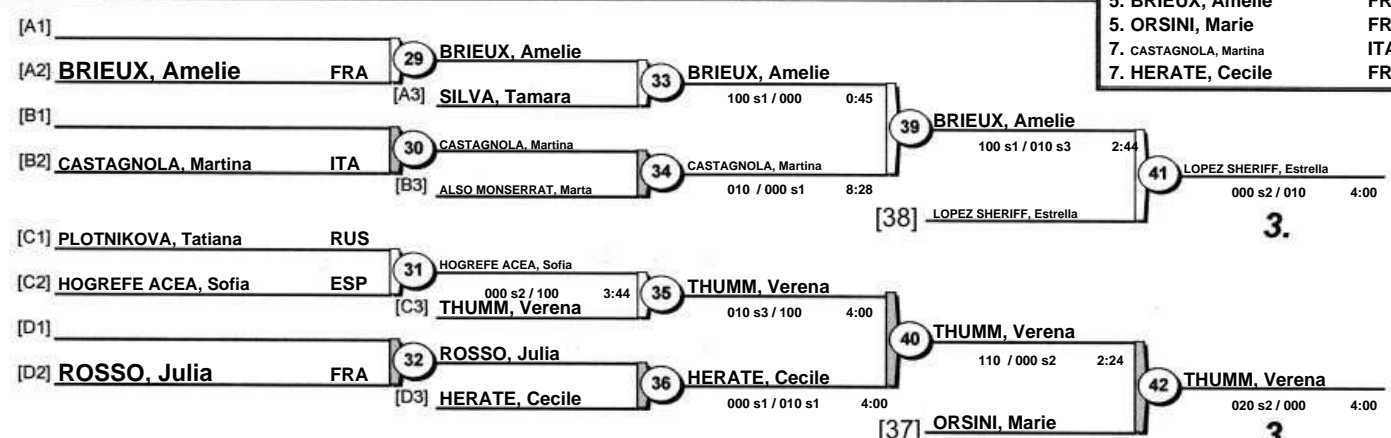 5. BRIEUX, Amelie
5. ORSINI, Marie FR
7. CASTAGNOLA, Martina ITA
7. HERATE, Cecile FR
[A1]
[A2] BRIEUX, Amelie FRA 29 BRIEUX, Amelie
[A3] SILVA, Tamara 33 BRIEUX, Amelie
100 s1 / 000 0:45
[B1]
[B2] CASTAGNOLA, Martina ITA 30 CASTAGNOLA, Martina
[B3] ALSO MONSERRAT, Marta 34 CASTAGNOLA, Martina
010 / 000 s1 8:28
39 BRIEUX, Amelie
100 s1 / 010 s3 2:44
[38] LOPEZ SHERIFF, Estrella
41 LOPEZ SHERIFF, Estrella
000 s2 / 010 4:00
3.
[C1] PLOTNIKOVA, Tatiana RUS
[C2] HOGREFE ACEA, Sofia ESP 31 HOGREFE ACEA, Sofia
000 s2 / 100 3:44
[C3] THUMM, Verena 35 THUMM, Verena
010 s3 / 100 4:00
[D1]
[D2] ROSSO, Julia FRA 32 ROSSO, Julia
[D3] HERATE, Cecile 36 HERATE, Cecile
000 s1 / 010 s1 4:00
40 THUMM, Verena
110 / 000 s2 2:24
[37] ORSINI, Marie
42 THUMM, Verena
020 s2 / 000 4:00
3